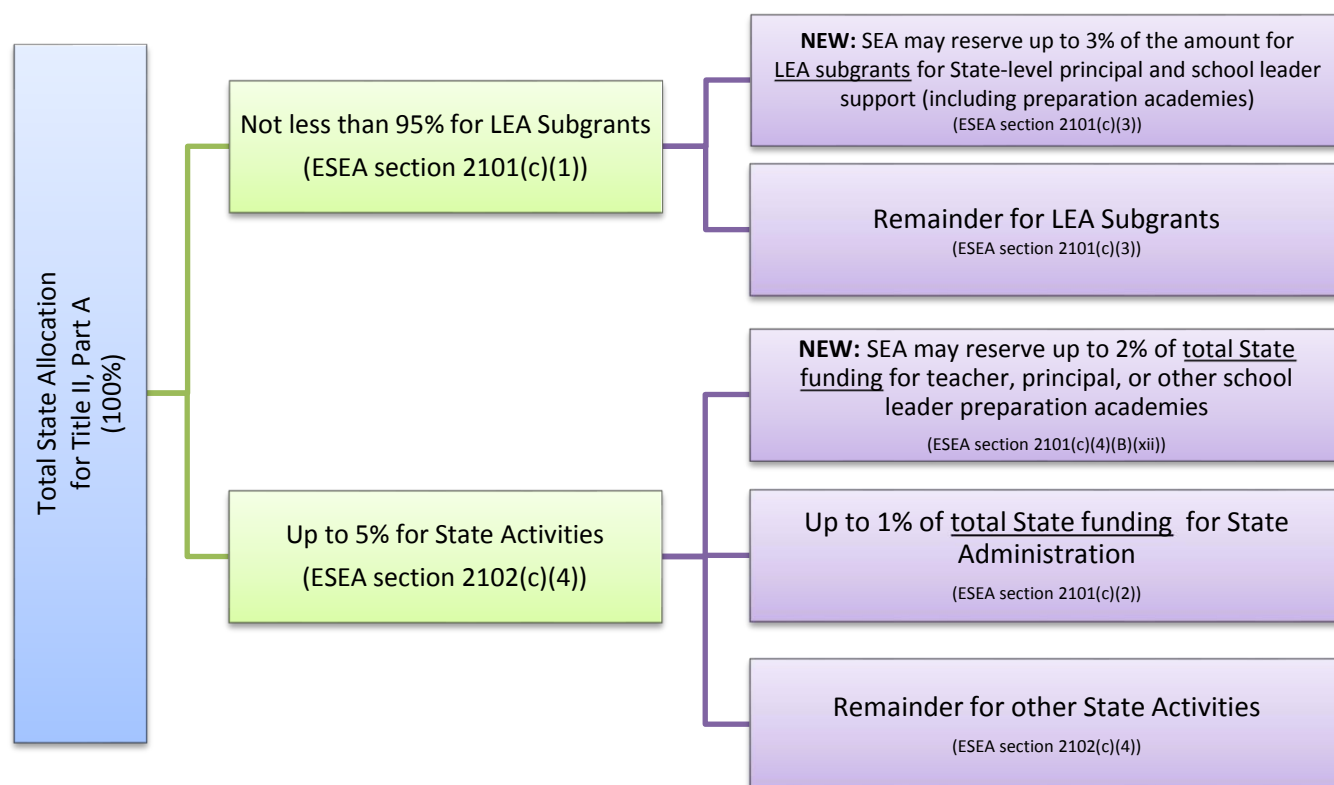 Total State Allocation
for Title II, Part A
(100%)
Not less than 95% for LEA Subgrants
(ESEA section 2101(c)(1))
NEW: SEA may reserve up to 3% of the amount for
LEA subgrants for State-level principal and school leader
support (including preparation academies)
(ESEA section 2101(c)(3))
Remainder for LEA Subgrants
(ESEA section 2101(c)(3))
Up to 5% for State Activities
(ESEA section 2102(c)(4))
NEW: SEA may reserve up to 2% of total State
funding for teacher, principal, or other school
leader preparation academies
(ESEA section 2101(c)(4)(B)(xii))
Up to 1% of total State funding for State
Administration
(ESEA section 2101(c)(2))
Remainder for other State Activities
(ESEA section 2102(c)(4))